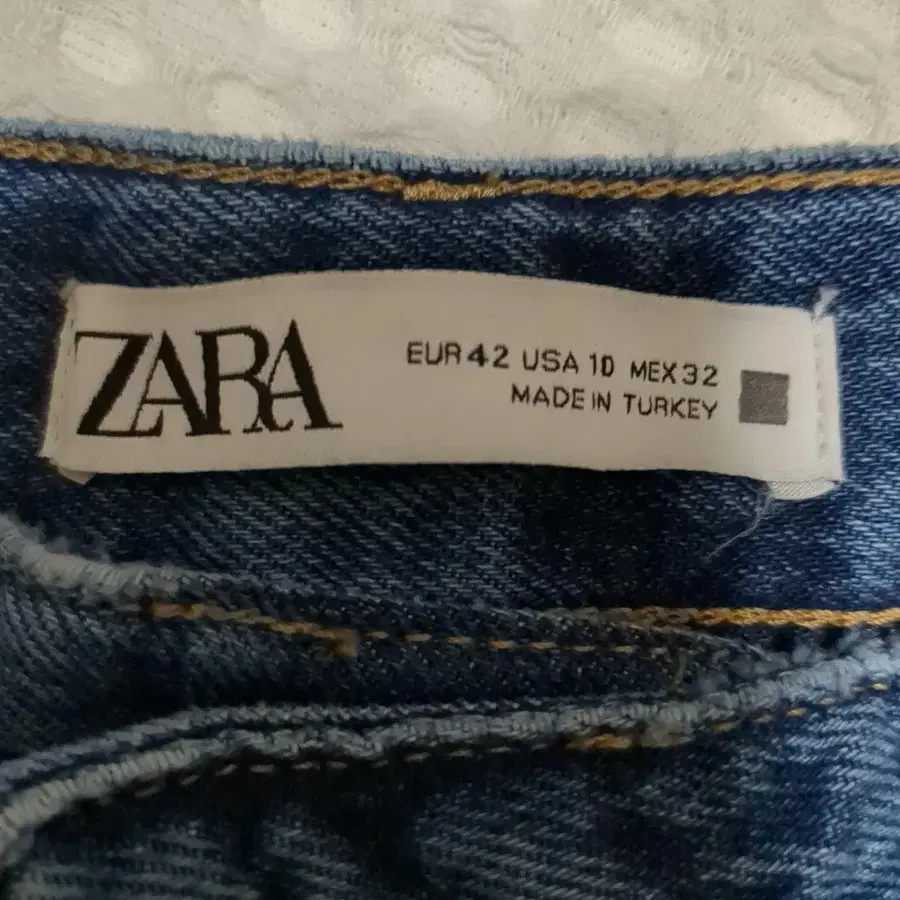 ZARA
EUR 42 USA 10 MEX 32
MADE IN TURKEY